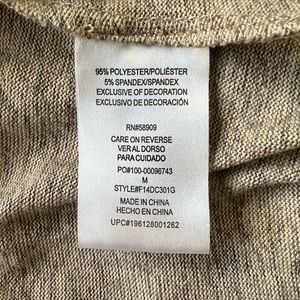 95% POLYESTER/POLIÉSTER
5% SPANDEX/SPANDEX
EXCLUSIVE OF DECORATION
EXCLUSIVO DE DECORACIÓN
RN#58909
CARE ON REVERSE
VER AL DORSO
PARA CUIDADO
PO#100-00096743
M
STYLE#F14DC301G
MADE IN CHINA
HECHO EN CHINA
UPC#196128001262